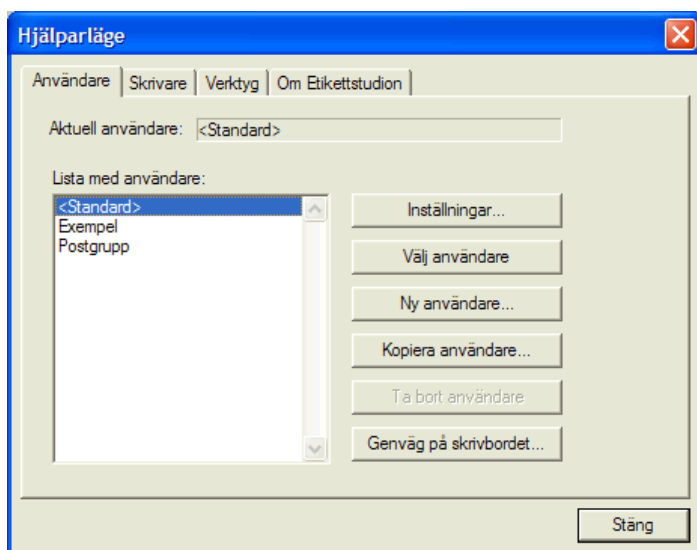 Hjälparläge
Användare Skrivare Verktyg Om Etikettstudion
Aktuell användare: <Standard>
Lista med användare:
<Standard>
Exempel
Postgrupp
Inställningar...
Välj användare
Ny användare...
Kopiera användare...
Ta bort användare
Genväg på skrivbordet...
Stäng